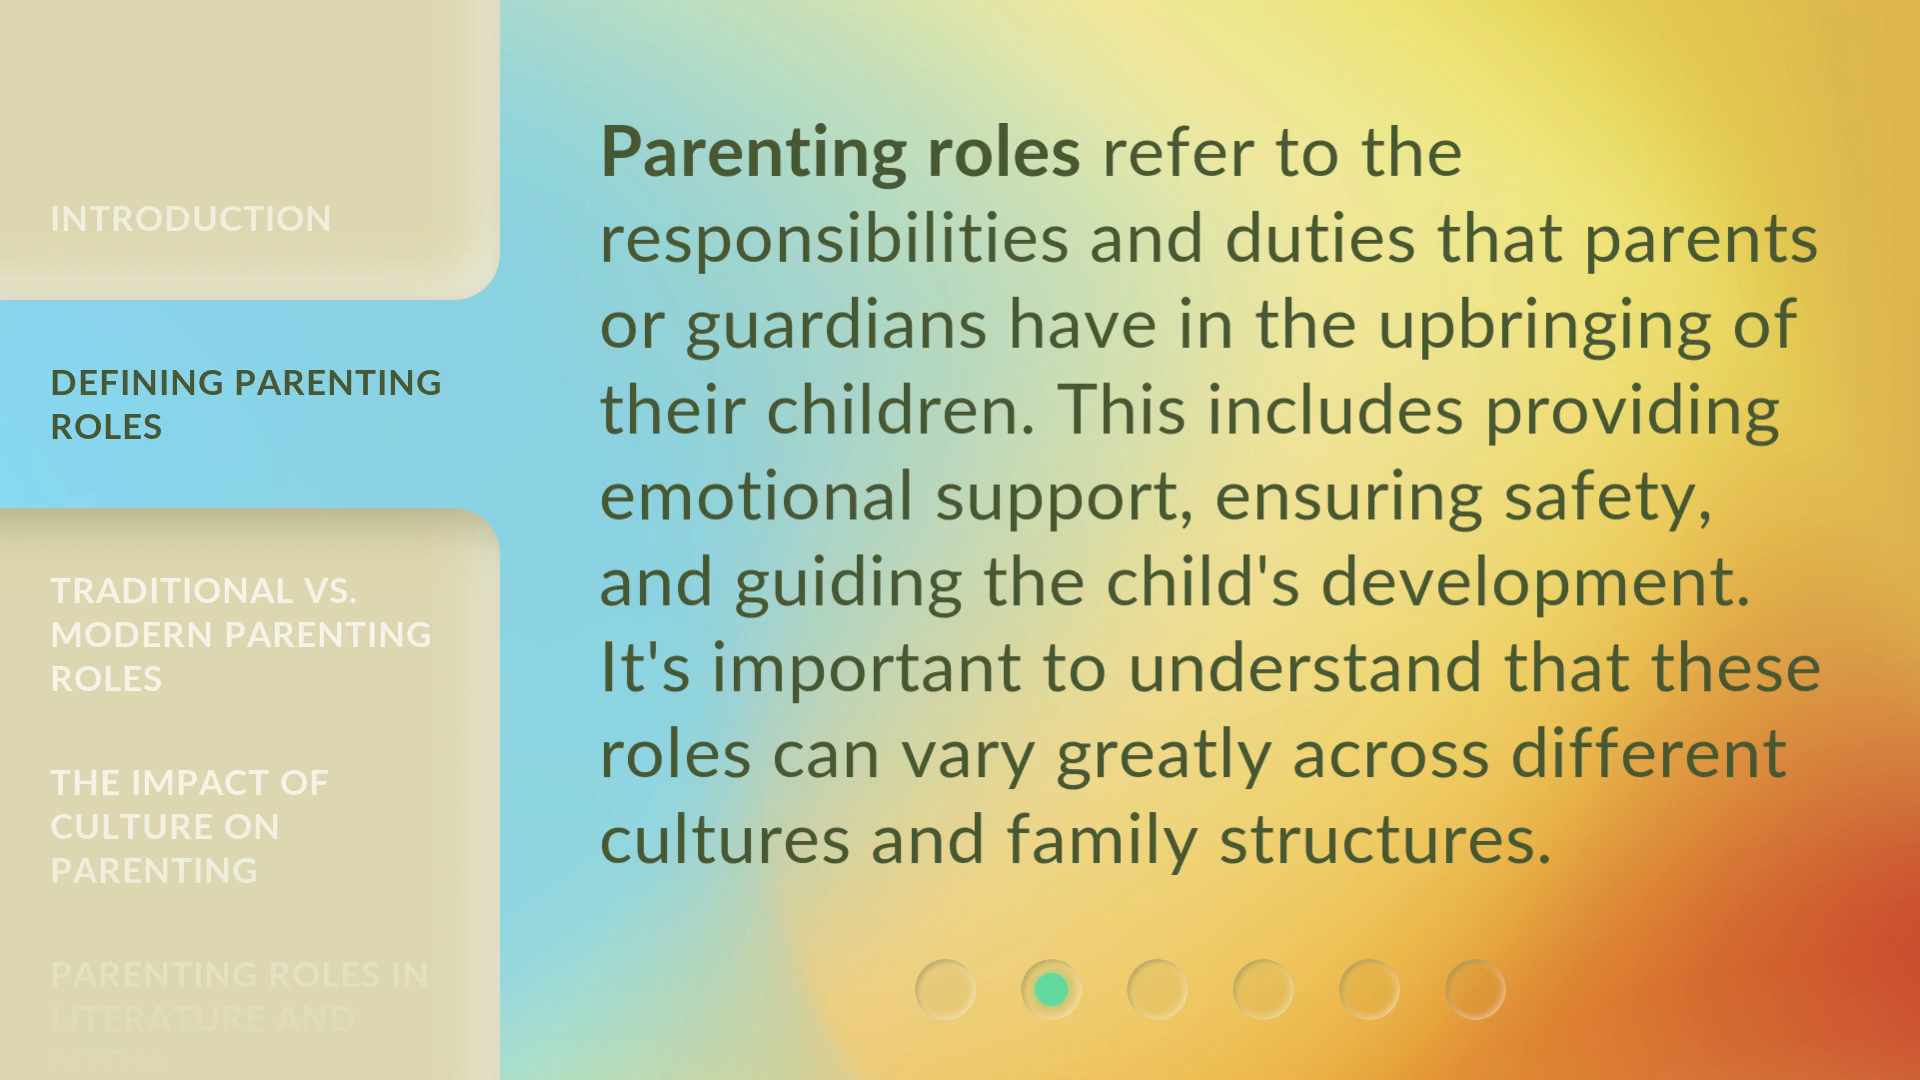 INTRODUCTION
DEFINING PARENTING
ROLES
TRADITIONAL VS.
MODERN PARENTING
ROLES
THE IMPACT OF
CULTURE ON
PARENTING
PARENTING ROLES IN
LITERATURE AND
MEDIA
Parenting roles refer to the
responsibilities and duties that parents
or guardians have in the upbringing of
their children. This includes providing
emotional support, ensuring safety,
and guiding the child's development.
It's important to understand that these
roles can vary greatly across different
cultures and family structures.